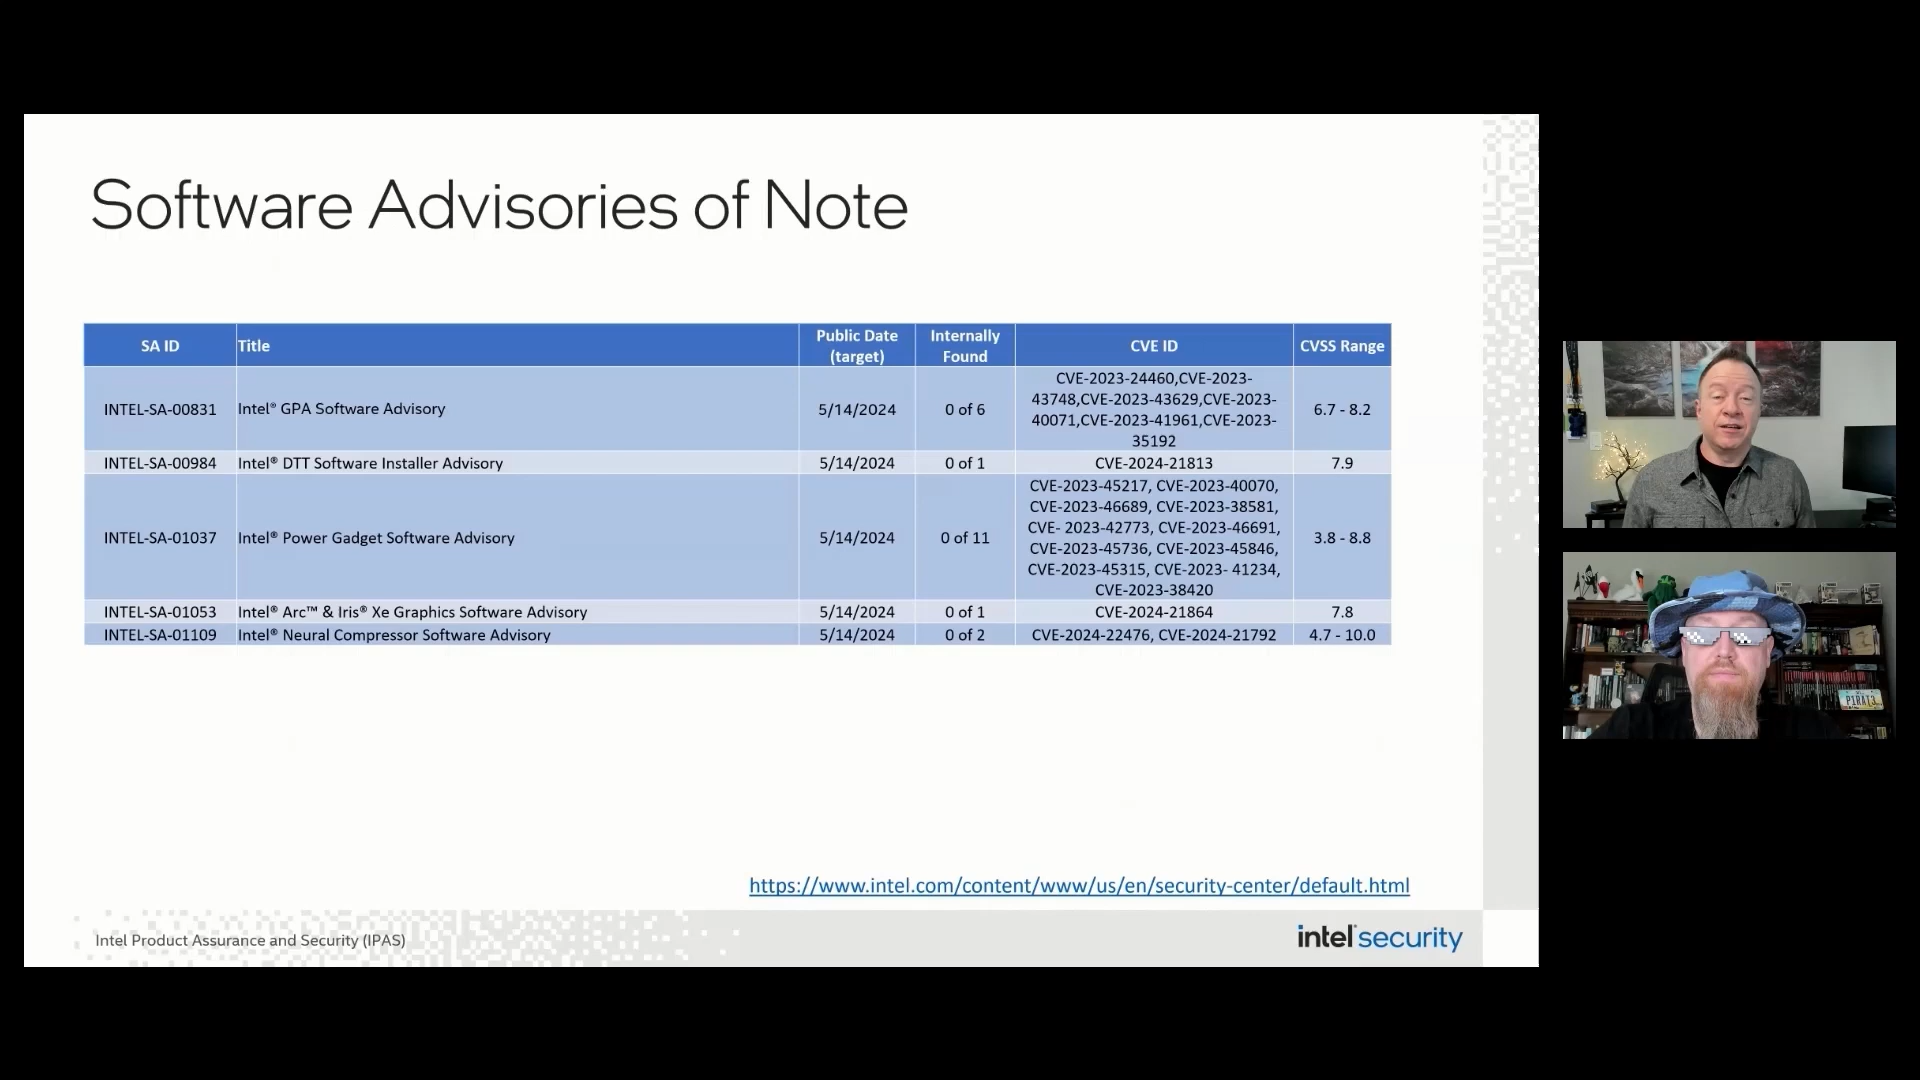 Software Advisories of Note
SA ID Title Public Date (target) Internally Found CVE ID CVSS Range
INTEL-SA-00831 Intel® GPA Software Advisory 5/14/2024 0 of 6 CVE-2023-24460,CVE-2023-
43748,CVE-2023-43629,CVE-2023-
40071,CVE-2023-41961,CVE-2023-
35192
6.7 - 8.2
INTEL-SA-00984 Intel® DTT Software Installer Advisory 5/14/2024 0 of 1 CVE-2024-21813 7.9
INTEL-SA-01037 Intel® Power Gadget Software Advisory 5/14/2024 0 of 11 CVE-2023-45217, CVE-2023-40070,
CVE-2023-46689, CVE-2023-38581,
CVE- 2023-42773, CVE-2023-46691,
CVE-2023-45736, CVE-2023-45846,
CVE-2023-45315, CVE-2023- 41234,
CVE-2023-38420
3.8 - 8.8
INTEL-SA-01053 Intel® Arc™ & Iris® Xe Graphics Software Advisory 5/14/2024 0 of 1 CVE-2024-21864 7.8
INTEL-SA-01109 Intel® Neural Compressor Software Advisory 5/14/2024 0 of 2 CVE-2024-22476, CVE-2024-21792 4.7 - 10.0
https://www.intel.com/content/www/us/en/security-center/default.html
Intel Product Assurance and Security (IPAS)
intel security
P1RAT3